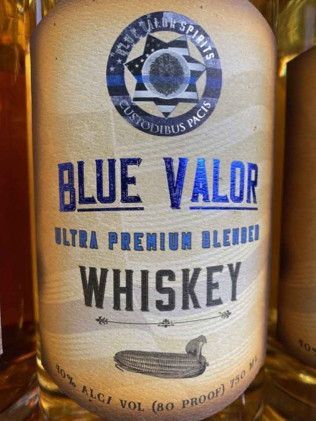 BLUE VALOR SPIRITS
CUSTODIBUS PACIS
BLUE VALOR
ULTRA PREMIUM BLENDED
WHISKEY
40% ALC/ VOL (80 PROOF) 750 ML